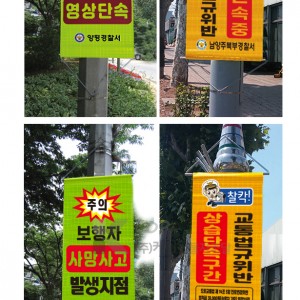 영상단속
양평경찰서
규위반
단속중
남양주북부경찰서
주의
보행자
사망사고
발생지점
찰칵!
교통법규위반
상습단속구간